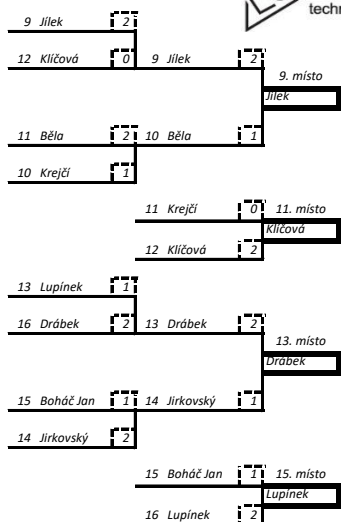 9 Jílek 2
techn
12 Klíčová 0 9 Jílek 2
9. místo
Jílek
11 Běla 2 10 Běla 1
10 Krejčí 1
11 Krejčí 0 11. místo
Klíčová
12 Klíčová 2
13 Lupínek 1
16 Drábek 2 13 Drábek 2
13. místo
Drábek
15 Boháč Jan 1 14 Jirkovský 1
14 Jirkovský 2
15 Boháč Jan 1 15. místo
Lupínek
16 Lupínek 2